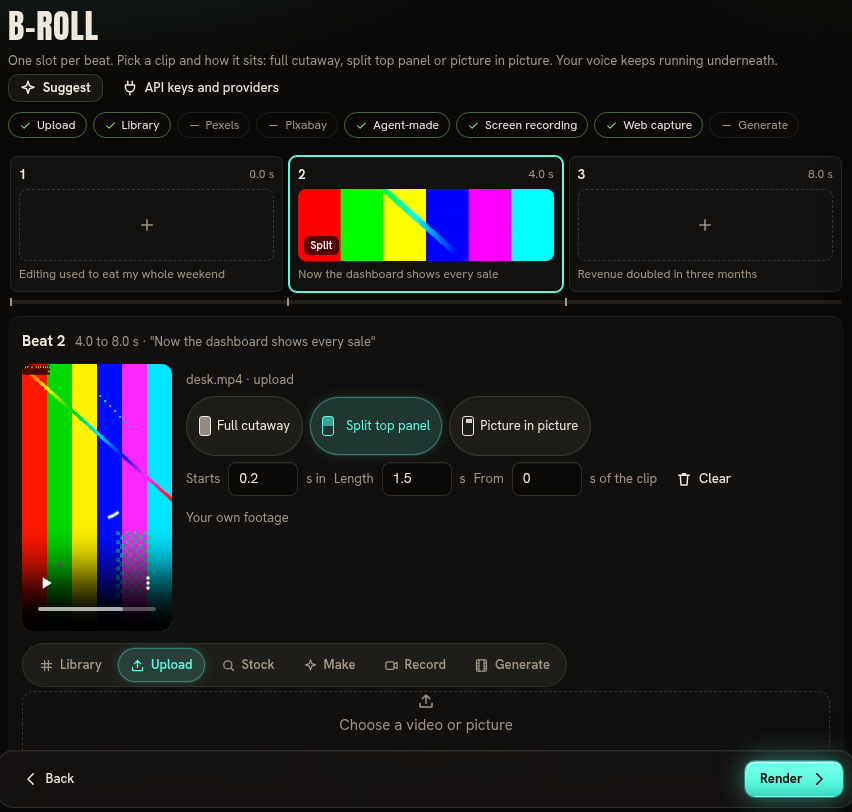 B-ROLL
One slot per beat. Pick a clip and how it sits: full cutaway, split top panel or picture in picture. Your voice keeps running underneath.
Suggest API keys and providers
Upload Library Pexels Pixabay Agent-made Screen recording Web capture Generate
1 0.0 s 2 4.0 s 3 8.0 s
Split
Editing used to eat my whole weekend Now the dashboard shows every sale Revenue doubled in three months
Beat 2 4.0 to 8.0 s · "Now the dashboard shows every sale"
desk.mp4 · upload
Full cutaway Split top panel Picture in picture
Starts 0.2 s in Length 1.5 s From 0 s of the clip Clear
Your own footage
Library Upload Stock Make Record Generate
Choose a video or picture
Back Render